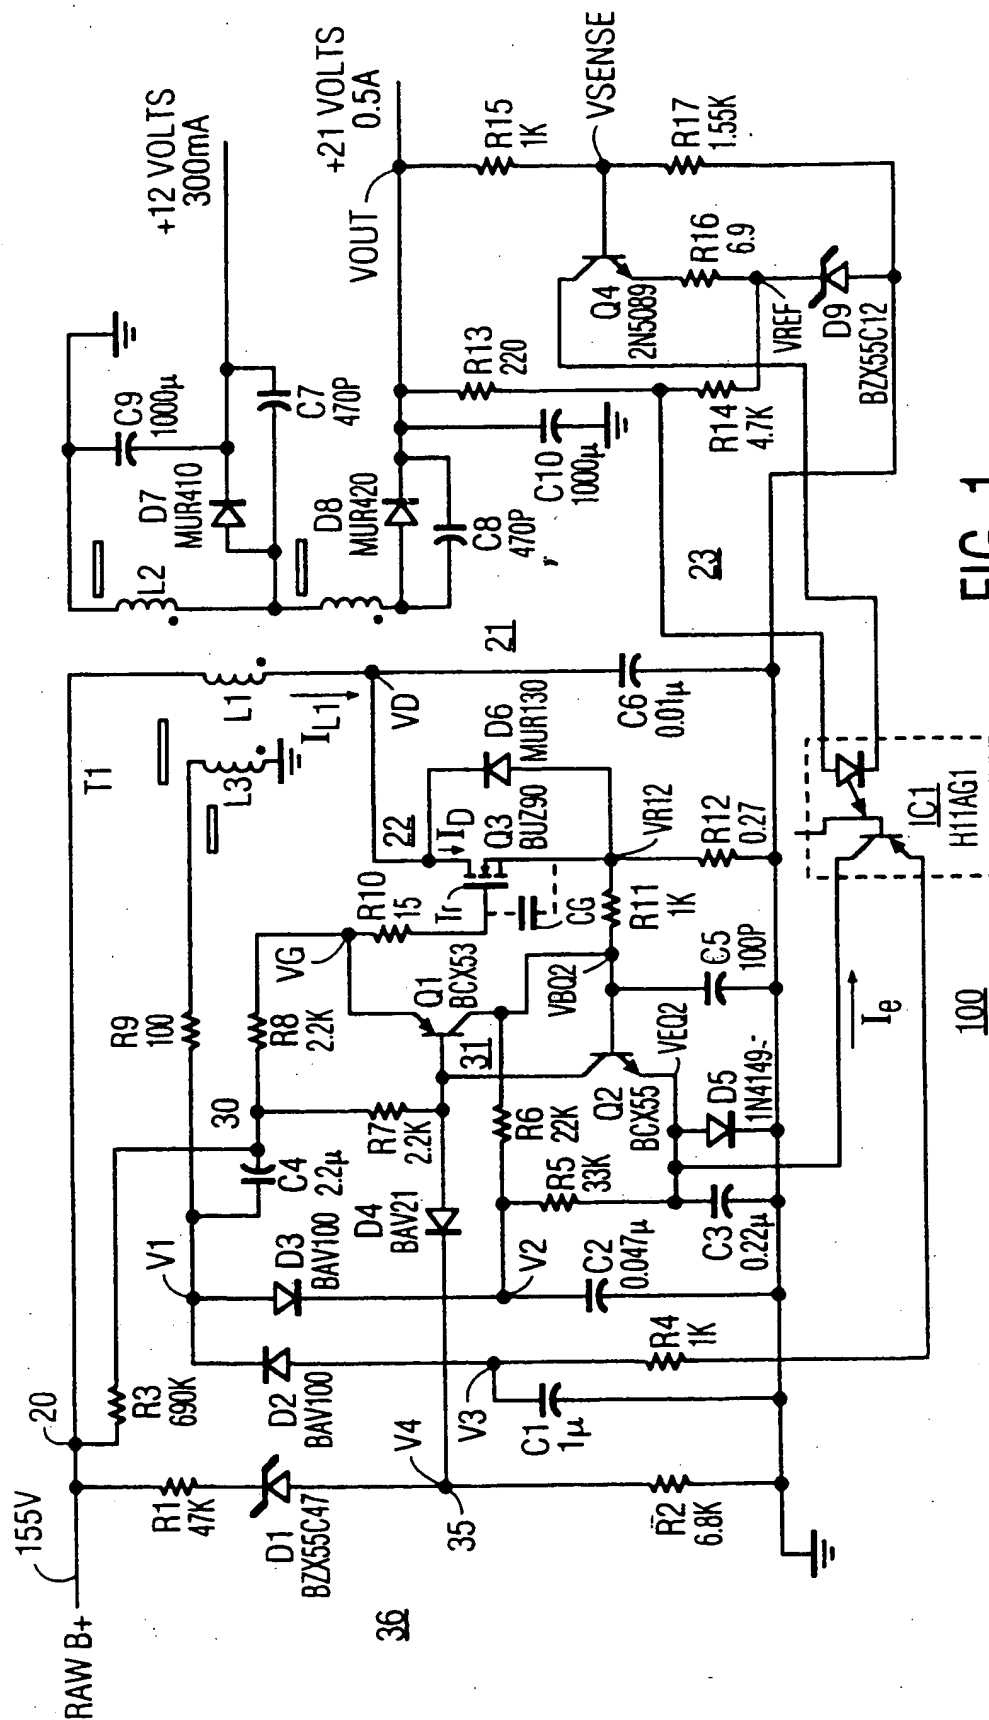 RAW B+
155V
20
R1
47K
D1
BZX55C47
36
R3
690K
V4
35
R2
6.8K
D2
BAV100
V3
C1
1µ
R4
1K
V1
D3
BAV100
V2
C2
0.047µ
C4
2.2µ
D4
BAV21
30
R7
2.2K
R5
33K
R6
22K
C3
0.22µ
D5
1N4149
Q2
BCX55
VEQ2
R9
100
R8
2.2K
31
Q1
BCX53
VG
R10
15
VBQ2
C5
100P
Tr
CG
R11
1K
22
ID
Q3
BUZ90
VR12
R12
0.27
D6
MUR130
T1
L3
L1
IL1
VD
21
C6
0.01µ
Ie
100
IC1
H11AG1
L2
D7
MUR410
C9
1000µ
C7
470P
+12 VOLTS
300mA
D8
MUR420
C8
470P
C10
1000µ
23
R13
220
R14
4.7K
VOUT
+21 VOLTS
0.5A
R15
1K
VSENSE
Q4
2N5089
R16
6.9
VREF
R17
1.55K
D9
BZX55C12
FIG. 1